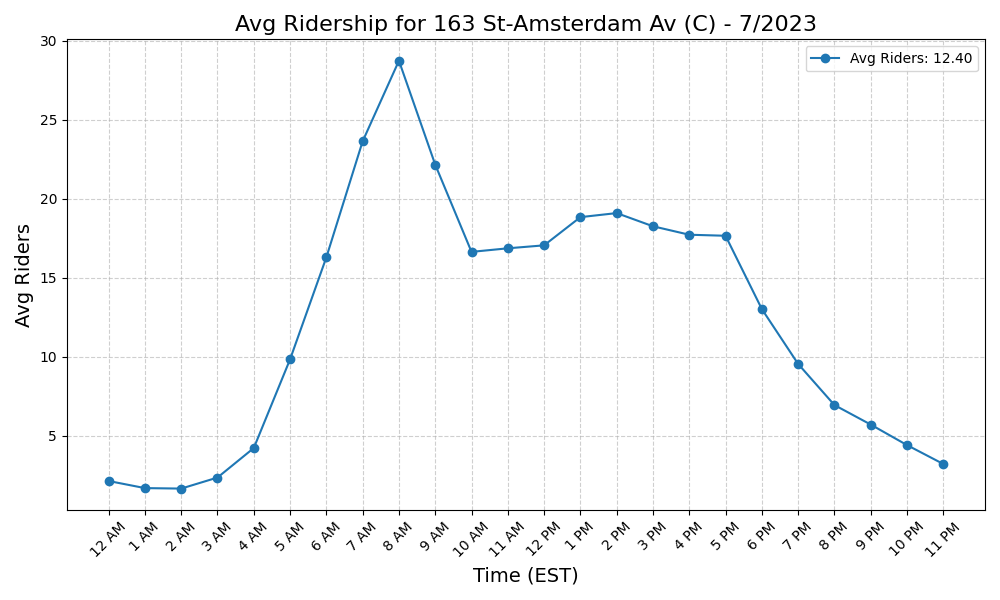 Avg Ridership for 163 St-Amsterdam Av (C) - 7/2023
Avg Riders: 12.40
Avg Riders
30
25
20
15
10
5
12 AM
1 AM
2 AM
3 AM
4 AM
5 AM
6 AM
7 AM
8 AM
9 AM
10 AM
11 AM
12 PM
1 PM
2 PM
3 PM
4 PM
5 PM
6 PM
7 PM
8 PM
9 PM
10 PM
11 PM
Time (EST)